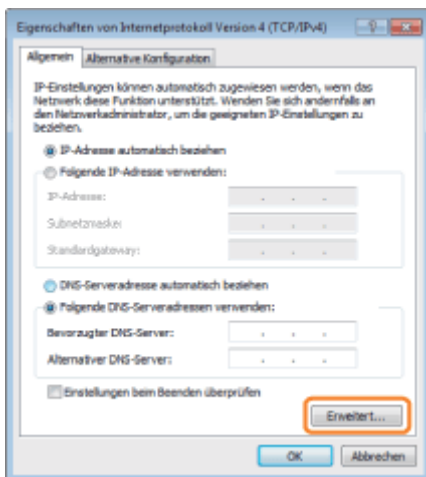 Eigenschaften von Internetprotokoll Version 4 (TCP/IPv4)
Allgemein
Alternative Konfiguration
IP-Einstellungen können automatisch zugewiesen werden, wenn das
Netzwerk diese Funktion unterstützt. Wenden Sie sich andernfalls an
den Netzwerkadministrator, um die geeigneten IP-Einstellungen zu
beziehen.
IP-Adresse automatisch beziehen
Folgende IP-Adresse verwenden:
IP-Adresse:
Subnetzmaske:
Standardgateway:
DNS-Serveradresse automatisch beziehen
Folgende DNS-Serveradressen verwenden:
Bevorzugter DNS-Server:
Alternativer DNS-Server:
Einstellungen beim Beenden überprüfen
Erweitert...
OK
Abbrechen